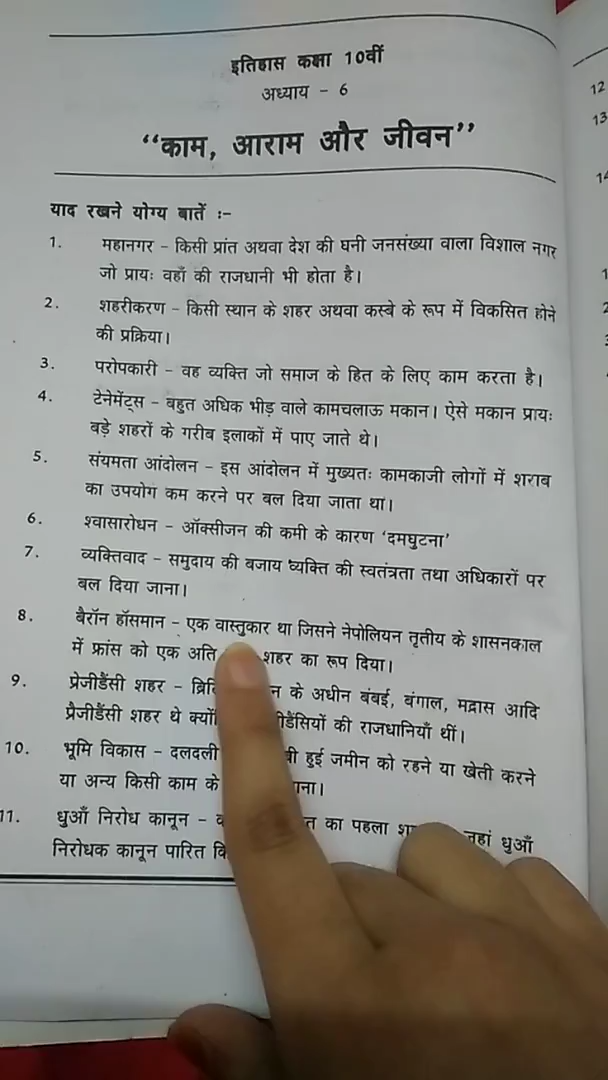 इतिहास कक्षा 10वीं
अध्याय - 6
“काम, आराम और जीवन”
याद रखने योग्य बातें :-
1. महानगर - किसी प्रांत अथवा देश की घनी जनसंख्या वाला विशाल नगर
जो प्रायः वहाँ की राजधानी भी होता है।
2. शहरीकरण - किसी स्थान के शहर अथवा कस्बे के रूप में विकसित होने
की प्रक्रिया।
3. परोपकारी - वह व्यक्ति जो समाज के हित के लिए काम करता है।
4. टेनेमेंट्स - बहुत अधिक भीड़ वाले कामचलाऊ मकान। ऐसे मकान प्रायः
बड़े शहरों के गरीब इलाकों में पाए जाते थे।
5. संयमता आंदोलन - इस आंदोलन में मुख्यतः कामकाजी लोगों में शराब
का उपयोग कम करने पर बल दिया जाता था।
6. श्वासारोधन - ऑक्सीजन की कमी के कारण ‘दमघुटना’
7. व्यक्तिवाद - समुदाय की बजाय व्यक्ति की स्वतंत्रता तथा अधिकारों पर
बल दिया जाना।
8. बैरॉन हॉसमान - एक वास्तुकार था जिसने नेपोलियन तृतीय के शासनकाल
में फ्रांस को एक अति शहर का रूप दिया।
9. प्रेजीडैंसी शहर - के अधीन बंबई, बंगाल, मद्रास आदि
प्रैजीडैंसी शहर थे राजधानियाँ थीं।
10. भूमि विकास - दलदली हुई जमीन को रहने या खेती करने
या अन्य किसी काम के
11. धुआँ निरोध कानून - का पहला जहां धुआँ
निरोधक कानून पारित
12
13